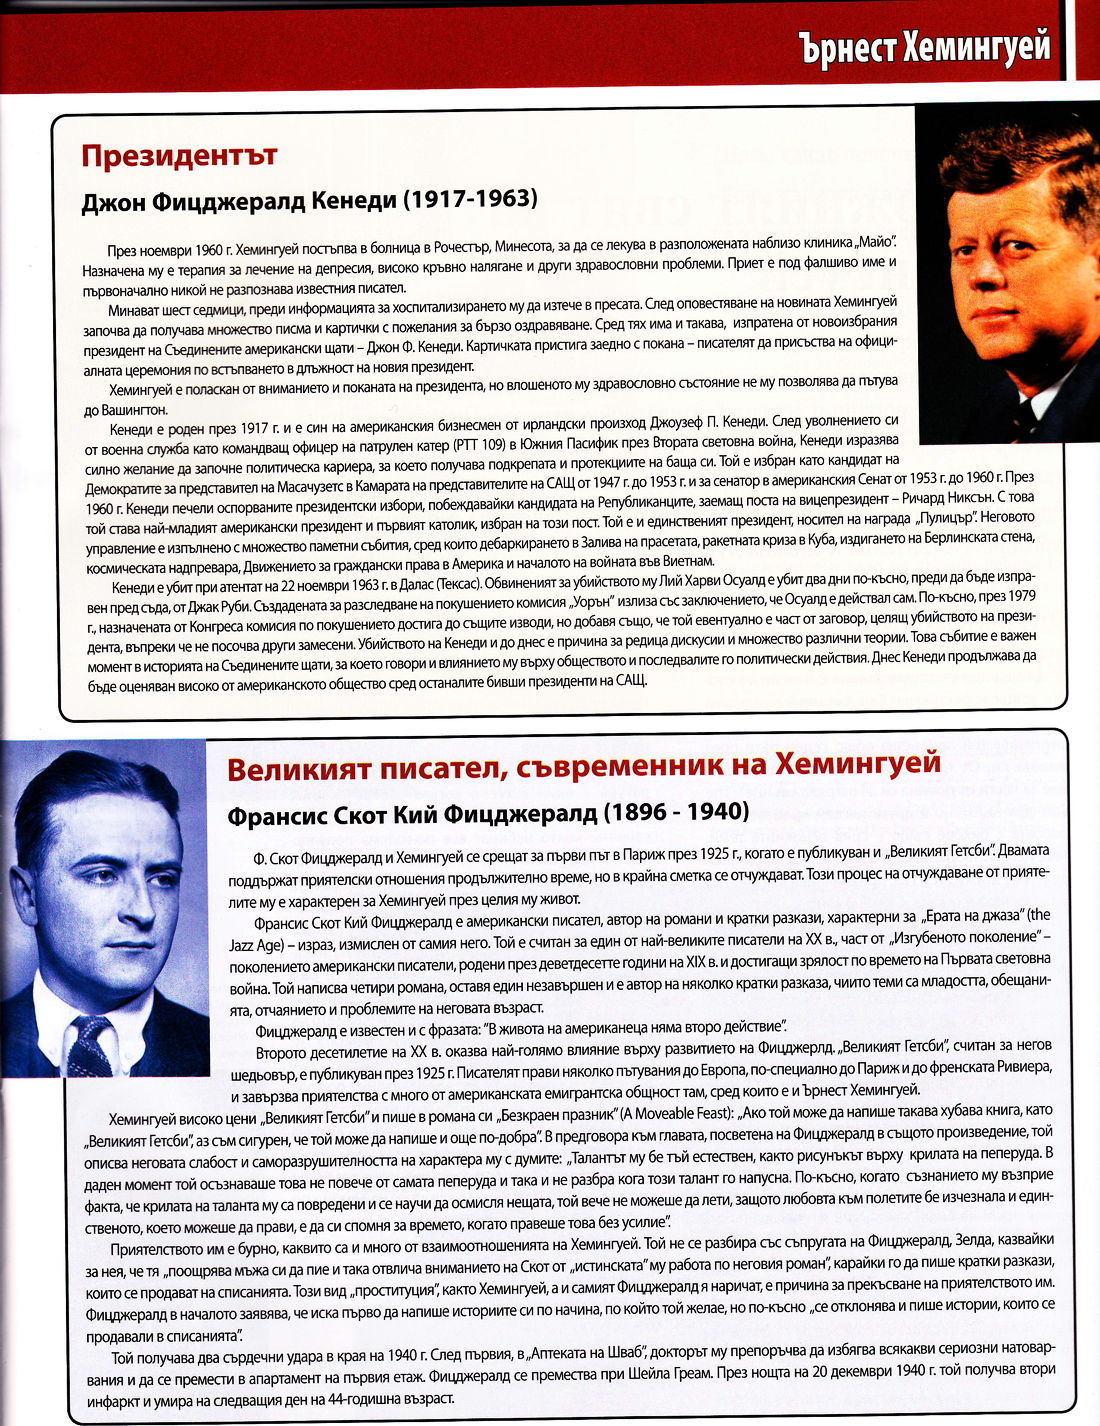 Ърнест Хемингуей
Президентът
Джон Фицджералд Кенеди (1917-1963)
През ноември 1960 г. Хемингуей постъпва в болница в Рочестър, Минесота, за да се лекува в разположената наблизо клиника „Майо”.
Назначена му е терапия за лечение на депресия, високо кръвно налягане и други здравословни проблеми. Приет е под фалшиво име и
първоначално никой не разпознава известния писател.
Минават шест седмици, преди информацията за хоспитализирането му да изтече в пресата. След оповестяване на новината Хемингуей
започва да получава множество писма и картички с пожелания за бързо оздравяване. Сред тях има и такава, изпратена от новоизбрания
президент на Съединените американски щати – Джон Ф. Кенеди. Картичката пристига заедно с покана – писателят да присъства на офици-
алната церемония по встъпването в длъжност на новия президент.
Хемингуей е поласкан от вниманието и поканата на президента, но влошеното му здравословно състояние не му позволява да пътува
до Вашингтон.
Кенеди е роден през 1917 г. и е син на американския бизнесмен от ирландски произход Джоузеф П. Кенеди. След уволнението си
от военна служба като командващ офицер на патрулен катер (PTT 109) в Южния Пасифик през Втората световна война, Кенеди изразява
силно желание да започне политическа кариера, за което получава подкрепата и протекциите на баща си. Той е избран като кандидат на
Демократите за представител на Масачузетс в Камарата на представителите на САЩ от 1947 г. до 1953 г. и за сенатор в американския Сенат от 1953 г. до 1960 г. През
1960 г. Кенеди печели оспорваните президентски избори, побеждавайки кандидата на Републиканците, заемащ поста на вицепрезидент – Ричард Никсън. С това
той става най-младият американски президент и първият католик, избран на този пост. Той е и единственият президент, носител на награда „Пулицър”. Неговото
управление е изпълнено с множество паметни събития, сред които дебаркирането в Залива на прасетата, ракетната криза в Куба, издигането на Берлинската стена,
космическата надпревара, Движението за граждански права в Америка и началото на войната във Виетнам.
Кенеди е убит при атентат на 22 ноември 1963 г. в Далас (Тексас). Обвиненият за убийството му Лий Харви Осуалд е убит два дни по-късно, преди да бъде изпра-
вен пред съда, от Джак Руби. Създадената за разследване на покушението комисия „Уорън” излиза със заключението, че Осуалд е действал сам. По-късно, през 1979
г., назначената от Конгреса комисия по покушението достига до същите изводи, но добавя също, че той евентуално е част от заговор, целящ убийството на прези-
дента, въпреки че не посочва други замесени. Убийството на Кенеди и до днес е причина за редица дискусии и множество различни теории. Това събитие е важен
момент в историята на Съединените щати, за което говори и влиянието му върху обществото и последвалите го политически действия. Днес Кенеди продължава да
бъде оценяван високо от американското общество сред останалите бивши президенти на САЩ.
Великият писател, съвременник на Хемингуей
Франсис Скот Кий Фицджералд (1896 - 1940)
Ф. Скот Фицджералд и Хемингуей се срещат за първи път в Париж през 1925 г., когато е публикуван и „Великият Гетсби”. Двамата
поддържат приятелски отношения продължително време, но в крайна сметка се отчуждават. Този процес на отчуждаване от прияте-
лите му е характерен за Хемингуей през целия му живот.
Франсис Скот Кий Фицджералд е американски писател, автор на романи и кратки разкази, характерни за „Ерата на джаза” (the
Jazz Age) – израз, измислен от самия него. Той е считан за един от най-великите писатели на XX в., част от „Изгубеното поколение” –
поколението американски писатели, родени през деветдесетте години на XIX в. и достигащи зрялост по времето на Първата световна
война. Той написва четири романа, оставя един незавършен и е автор на няколко кратки разказа, чиито теми са младостта, обещани-
ята, отчаянието и проблемите на неговата възраст.
Фицджералд е известен и с фразата: ”В живота на американеца няма второ действие”.
Второто десетилетие на XX в. оказва най-голямо влияние върху развитието на Фицджерлд. „Великият Гетсби”, считан за негов
шедьовър, е публикуван през 1925 г. Писателят прави няколко пътувания до Европа, по-специално до Париж и до френската Ривиера,
и завързва приятелства с много от американската емигрантска общност там, сред които е и Ърнест Хемингуей.
Хемингуей високо цени „Великият Гетсби” и пише в романа си „Безкраен празник” (A Moveable Feast): „Ако той може да напише такава хубава книга, като
„Великият Гетсби”, аз съм сигурен, че той може да напише и още по-добра”. В предговора към главата, посветена на Фицджералд в същото произведение, той
описва неговата слабост и саморазрушителността на характера му с думите: „Талантът му бе тъй естествен, както рисунъкът върху крилата на пеперуда. В
даден момент той осъзнаваше това не повече от самата пеперуда и така и не разбра кога този талант го напусна. По-късно, когато съзнанието му възприе
факта, че крилата на таланта му са повредени и се научи да осмисля нещата, той вече не можеше да лети, защото любовта към полетите бе изчезнала и един-
ственото, което можеше да прави, е да си спомня за времето, когато правеше това без усилие”.
Приятелството им е бурно, каквито са и много от взаимоотношенията на Хемингуей. Той не се разбира със съпругата на Фицджералд, Зелда, казвайки
за нея, че тя „поощрява мъжа си да пие и така отвлича вниманието на Скот от „истинската” му работа по неговия роман”, карайки го да пише кратки разкази,
които се продават на списанията. Този вид „проституция”, както Хемингуей, а и самият Фицджералд я наричат, е причина за прекъсване на приятелството им.
Фицджералд в началото заявява, че иска първо да напише историите си по начина, по който той желае, но по-късно „се отклонява и пише истории, които се
продавали в списанията”.
Той получава два сърдечни удара в края на 1940 г. След първия, в „Аптеката на Шваб”, докторът му препоръчва да избягва всякакви сериозни натовар-
вания и да се премести в апартамент на първия етаж. Фицджералд се премества при Шейла Греам. През нощта на 20 декември 1940 г. той получва втори
инфаркт и умира на следващия ден на 44-годишна възраст.